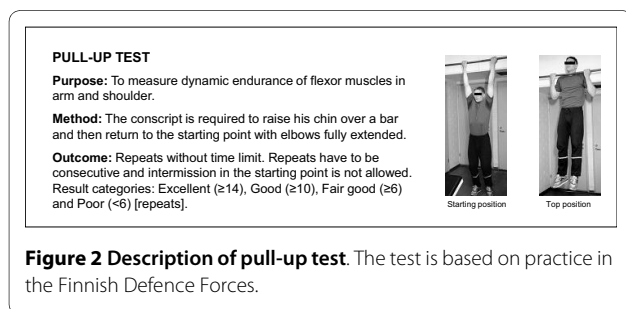 PULL-UP TEST
Purpose: To measure dynamic endurance of flexor muscles in
arm and shoulder.
Method: The conscript is required to raise his chin over a bar
and then return to the starting point with elbows fully extended.
Outcome: Repeats without time limit. Repeats have to be
consecutive and intermission in the starting point is not allowed.
Result categories: Excellent (≥14), Good (≥10), Fair good (≥6)
and Poor (<6) [repeats].
Starting position
Top position
Figure 2 Description of pull-up test. The test is based on practice in
the Finnish Defence Forces.